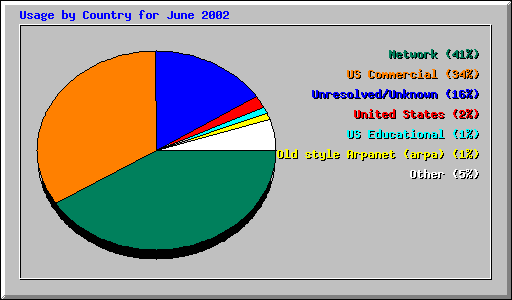 Usage by Country for June 2002
Network (41%)
US Commercial (34%)
Unresolved/Unknown (16%)
United States (2%)
US Educational (1%)
Old style Arpanet (arpa) (1%)
Other (5%)